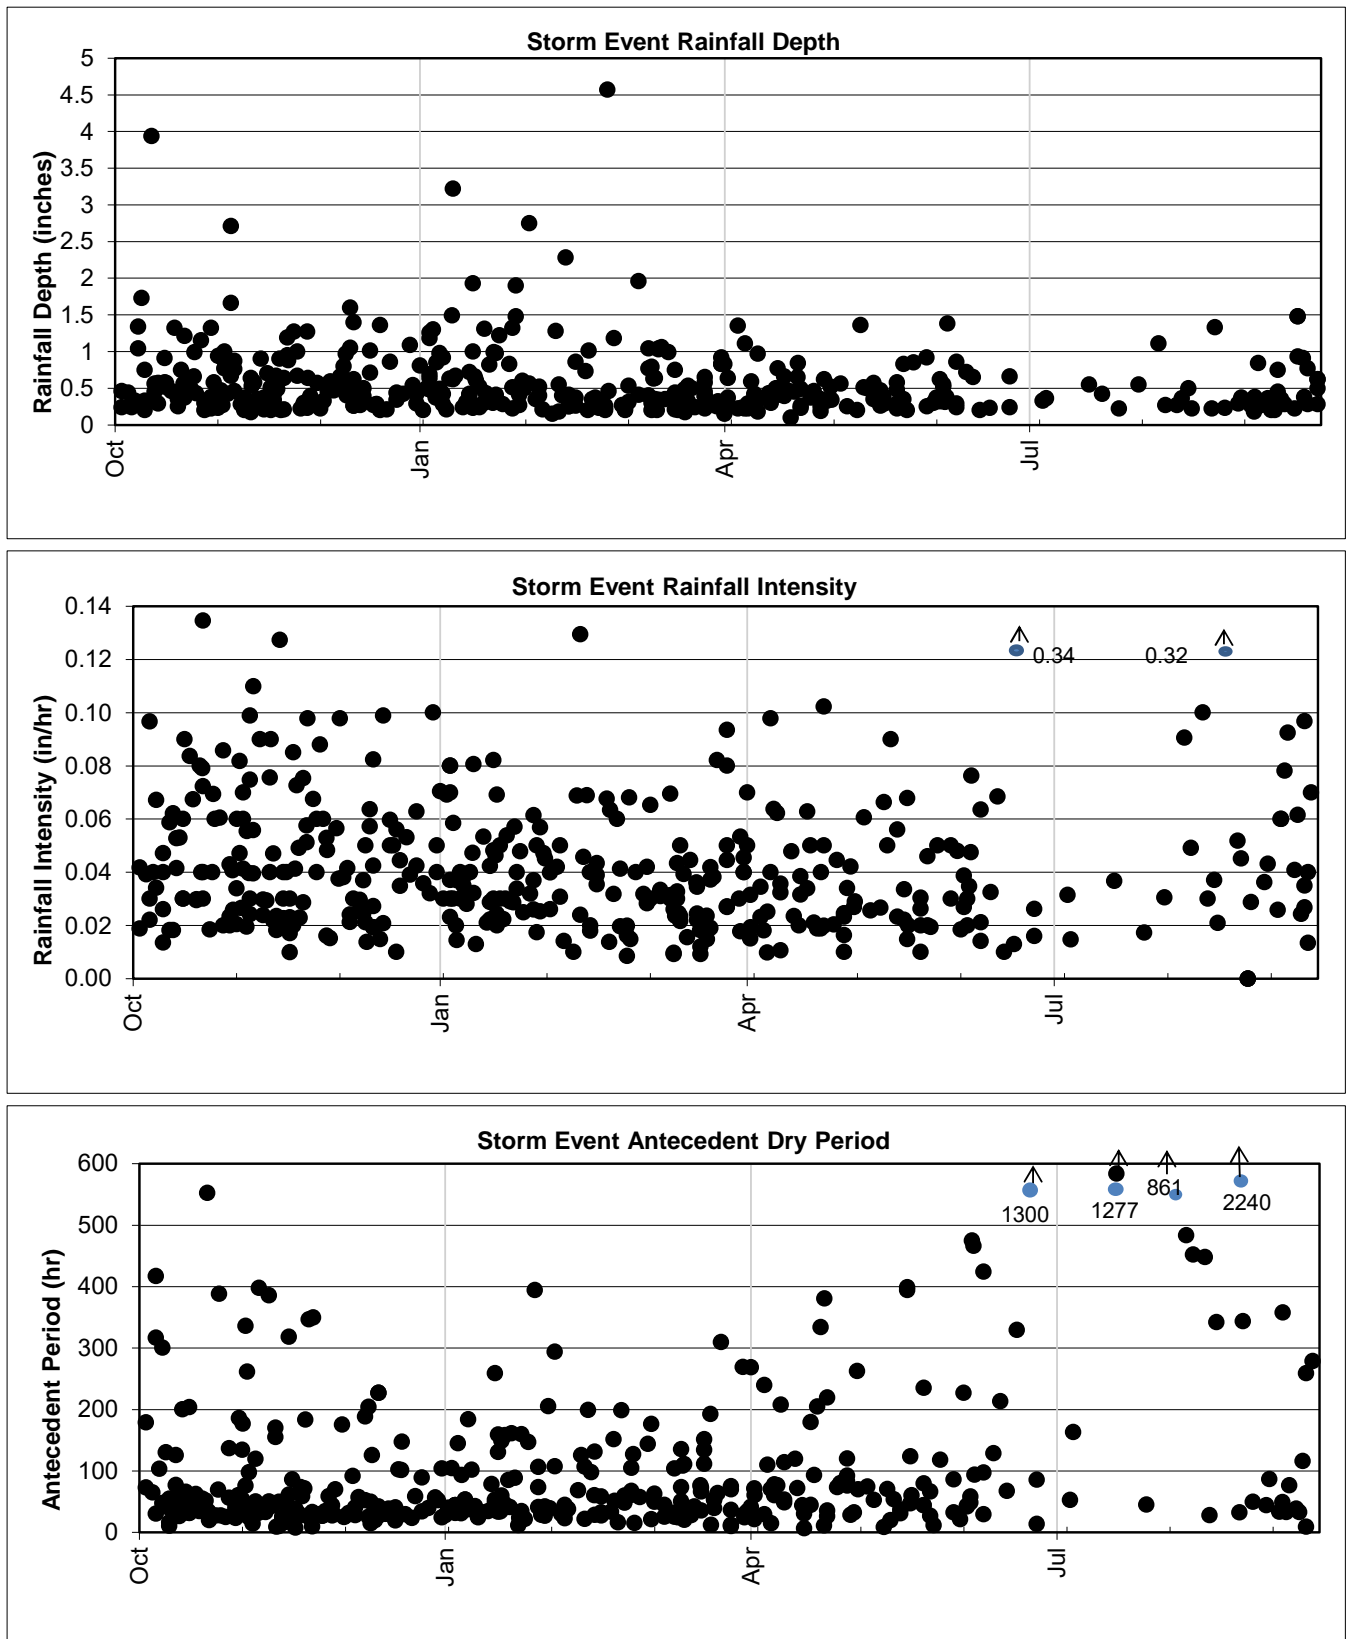 Storm Event Rainfall Depth
Rainfall Depth (inches)
5
4.5
4
3.5
3
2.5
2
1.5
1
0.5
0
Oct
Jan
Apr
Jul
Storm Event Rainfall Intensity
Rainfall Intensity (in/hr)
0.14
0.12
0.10
0.08
0.06
0.04
0.02
0.00
0.34
0.32
Oct
Jan
Apr
Jul
Storm Event Antecedent Dry Period
Antecedent Period (hr)
600
500
400
300
200
100
0
1300
1277
861
2240
Oct
Jan
Apr
Jul